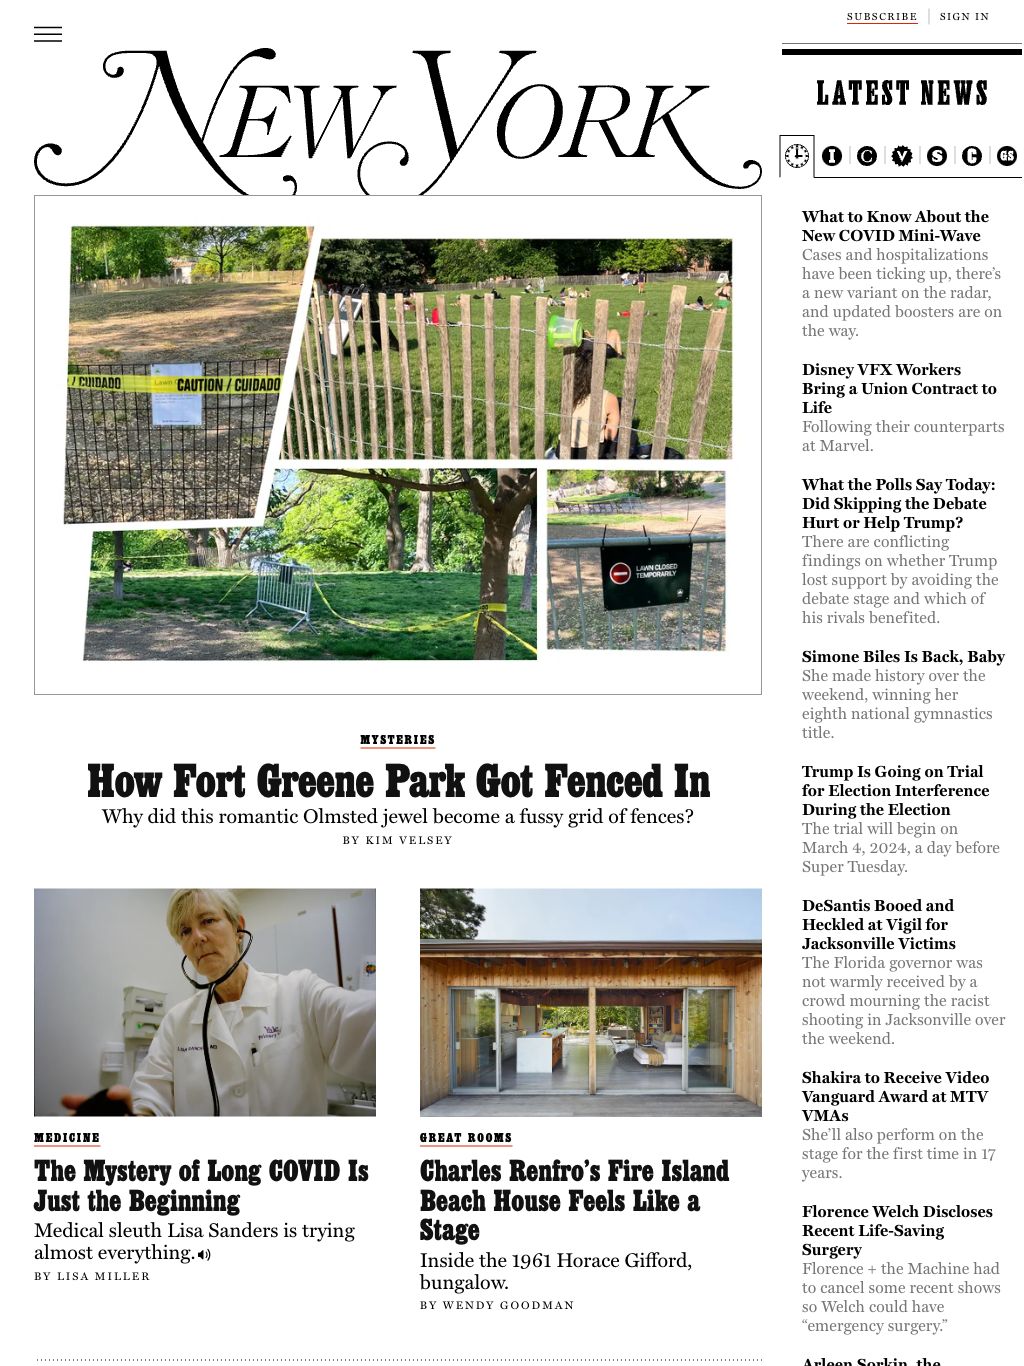 SUBSCRIBE
SIGN IN
NEW YORK
LATEST NEWS
I C V S C GS
/ CUIDADO
CAUTION / CUIDADO
LAWN CLOSED
TEMPORARILY
MYSTERIES
How Fort Greene Park Got Fenced In
Why did this romantic Olmsted jewel become a fussy grid of fences?
BY KIM VELSEY
Yale
MEDICINE
The Mystery of Long COVID Is
Just the Beginning
Medical sleuth Lisa Sanders is trying
almost everything.
BY LISA MILLER
GREAT ROOMS
Charles Renfro’s Fire Island
Beach House Feels Like a
Stage
Inside the 1961 Horace Gifford,
bungalow.
BY WENDY GOODMAN
What to Know About the
New COVID Mini-Wave
Cases and hospitalizations
have been ticking up, there’s
a new variant on the radar,
and updated boosters are on
the way.
Disney VFX Workers
Bring a Union Contract to
Life
Following their counterparts
at Marvel.
What the Polls Say Today:
Did Skipping the Debate
Hurt or Help Trump?
There are conflicting
findings on whether Trump
lost support by avoiding the
debate stage and which of
his rivals benefited.
Simone Biles Is Back, Baby
She made history over the
weekend, winning her
eighth national gymnastics
title.
Trump Is Going on Trial
for Election Interference
During the Election
The trial will begin on
March 4, 2024, a day before
Super Tuesday.
DeSantis Booed and
Heckled at Vigil for
Jacksonville Victims
The Florida governor was
not warmly received by a
crowd mourning the racist
shooting in Jacksonville over
the weekend.
Shakira to Receive Video
Vanguard Award at MTV
VMAs
She’ll also perform on the
stage for the first time in 17
years.
Florence Welch Discloses
Recent Life-Saving
Surgery
Florence + the Machine had
to cancel some recent shows
so Welch could have
“emergency surgery.”
Arleen Sorkin, the